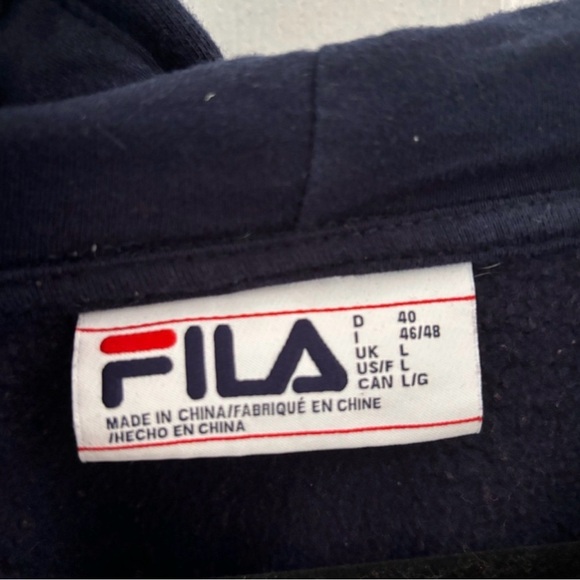 FILA
D 40
I 46/48
UK L
US/F L
CAN L/G
MADE IN CHINA/FABRIQUÉ EN CHINE
/HECHO EN CHINA